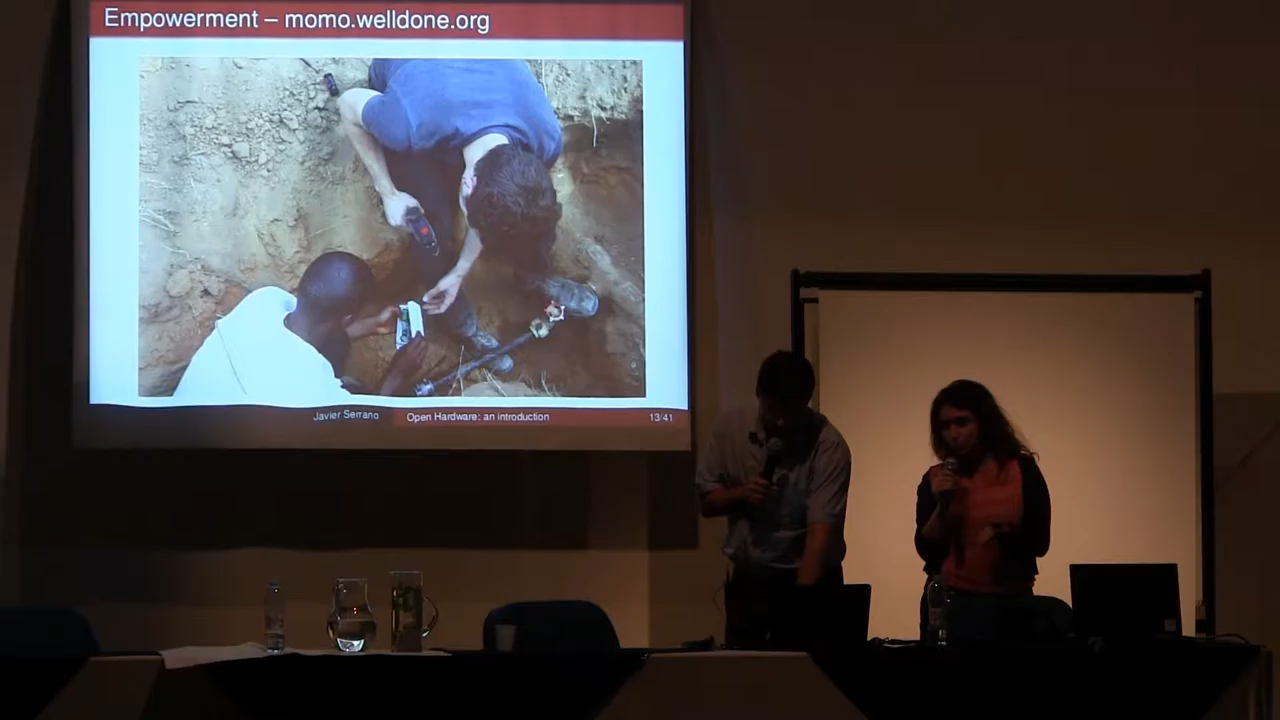 Empowerment – momo.welldone.org
Javier Serrano
Open Hardware: an introduction
13/41